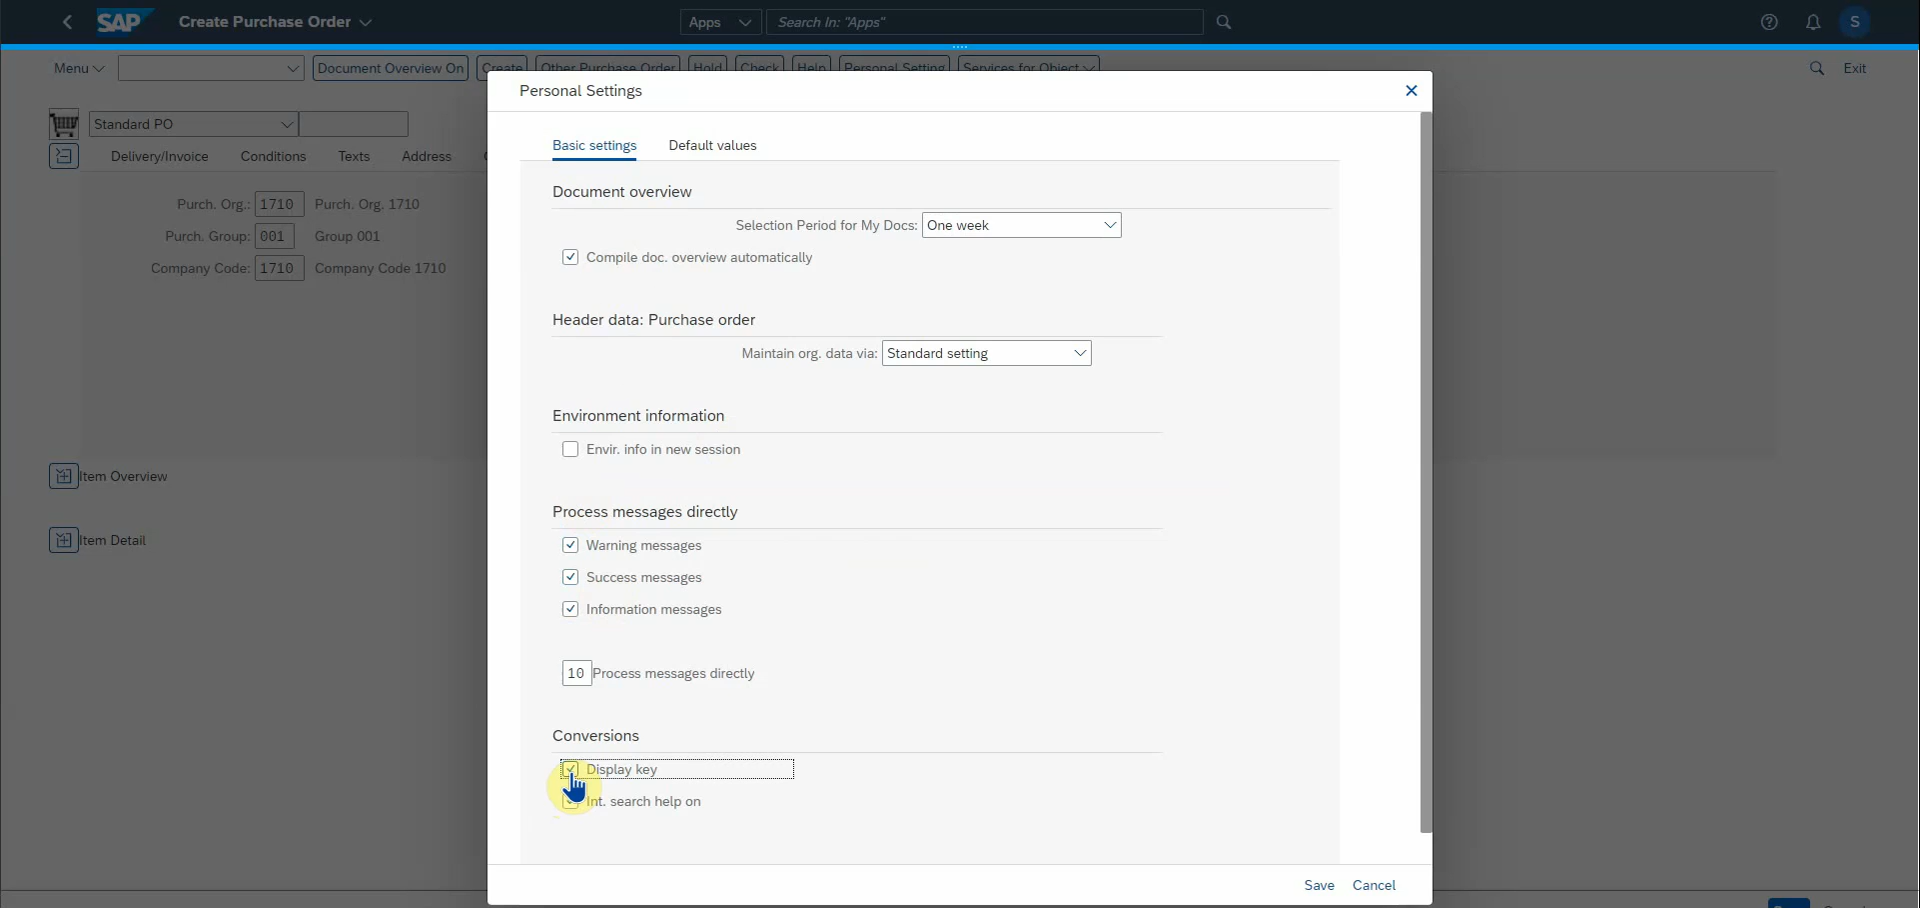 SAP Create Purchase Order Apps Search In: "Apps" S
Menu Document Overview On Create Other Purchase Order Hold Check Help Personal Setting Services for Object Exit
Personal Settings
Standard PO
Basic settings Default values
Delivery/Invoice Conditions Texts Address
Document overview
Purch. Org.: 1710 Purch. Org. 1710
Selection Period for My Docs: One week
Purch. Group: 001 Group 001
Compile doc. overview automatically
Company Code: 1710 Company Code 1710
Header data: Purchase order
Maintain org. data via: Standard setting
Environment information
Envir. info in new session
Item Overview
Process messages directly
Item Detail
Warning messages
Success messages
Information messages
10 Process messages directly
Conversions
Display key
Int. search help on
Save Cancel